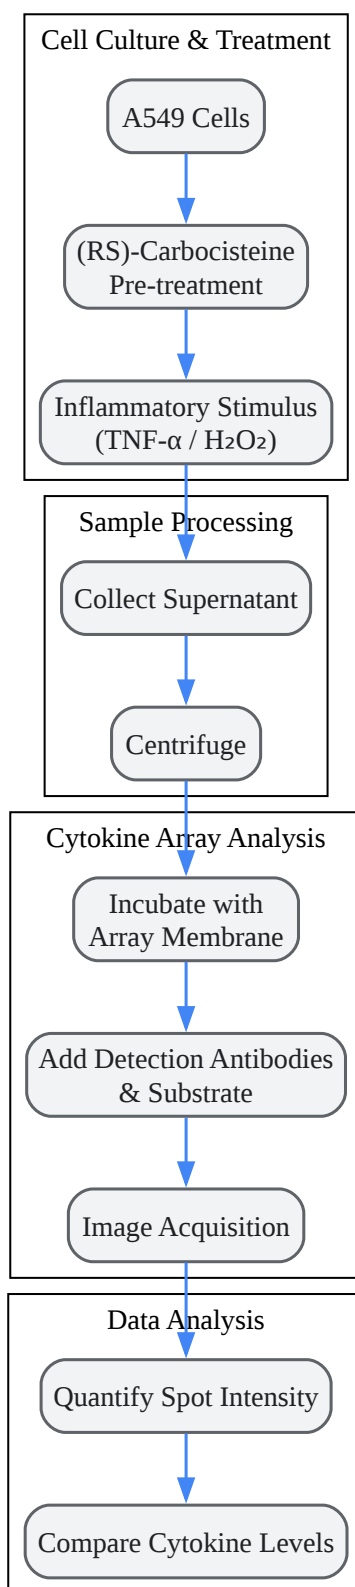 Cell Culture & Treatment
A549 Cells
(RS)-Carbocisteine
Pre-treatment
Inflammatory Stimulus
(TNF-α / H₂O₂)
Sample Processing
Collect Supernatant
Centrifuge
Cytokine Array Analysis
Incubate with
Array Membrane
Add Detection Antibodies
& Substrate
Image Acquisition
Data Analysis
Quantify Spot Intensity
Compare Cytokine Levels